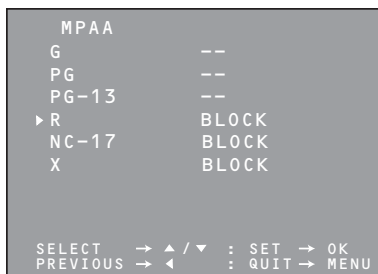 MPAA
G --
PG --
PG-13 --
▶ R BLOCK
NC-17 BLOCK
X BLOCK
SELECT → ▲ / ▼ : SET → OK
PREVIOUS → ◀ : QUIT → MENU